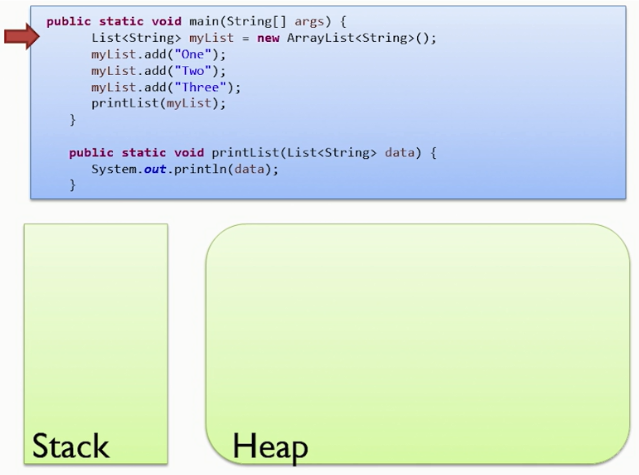 public static void main(String[] args) {
List<String> myList = new ArrayList<String>();
myList.add("One");
myList.add("Two");
myList.add("Three");
printList(myList);
}
public static void printList(List<String> data) {
System.out.println(data);
}
Stack
Heap